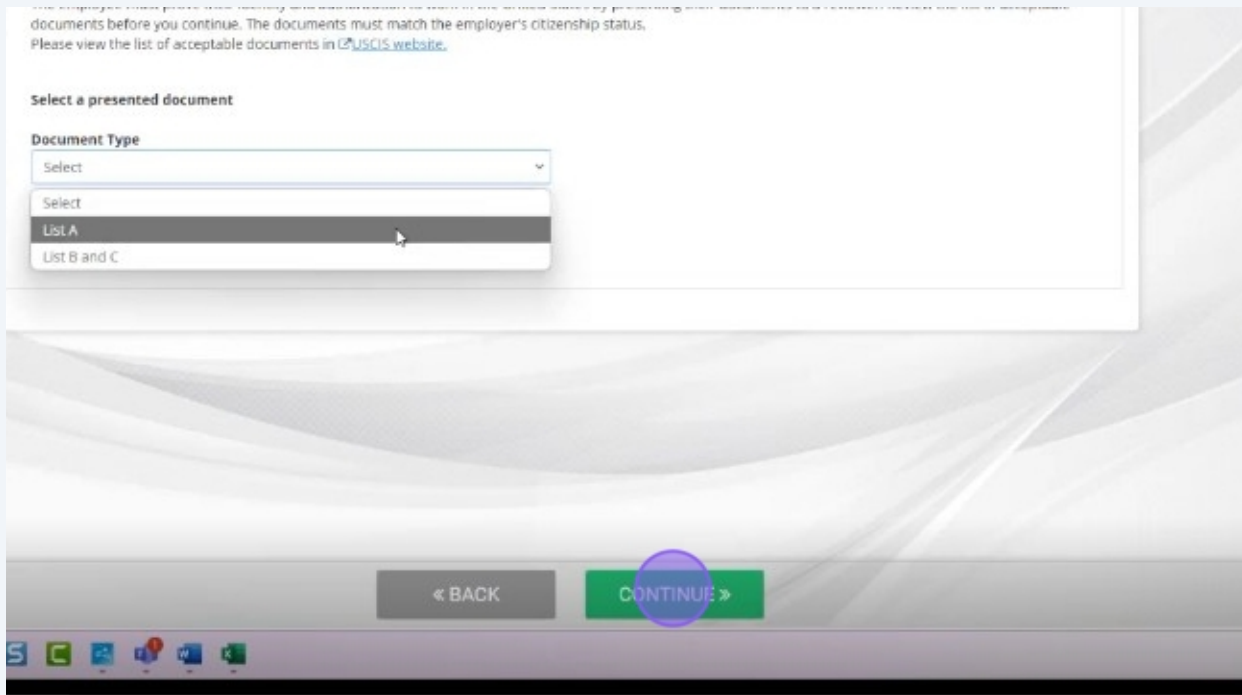 documents before you continue. The documents must match the employer's citizenship status.
Please view the list of acceptable documents in USCIS website.
Select a presented document
Document Type
Select
Select
List A
List B and C
« BACK
CONTINUE »